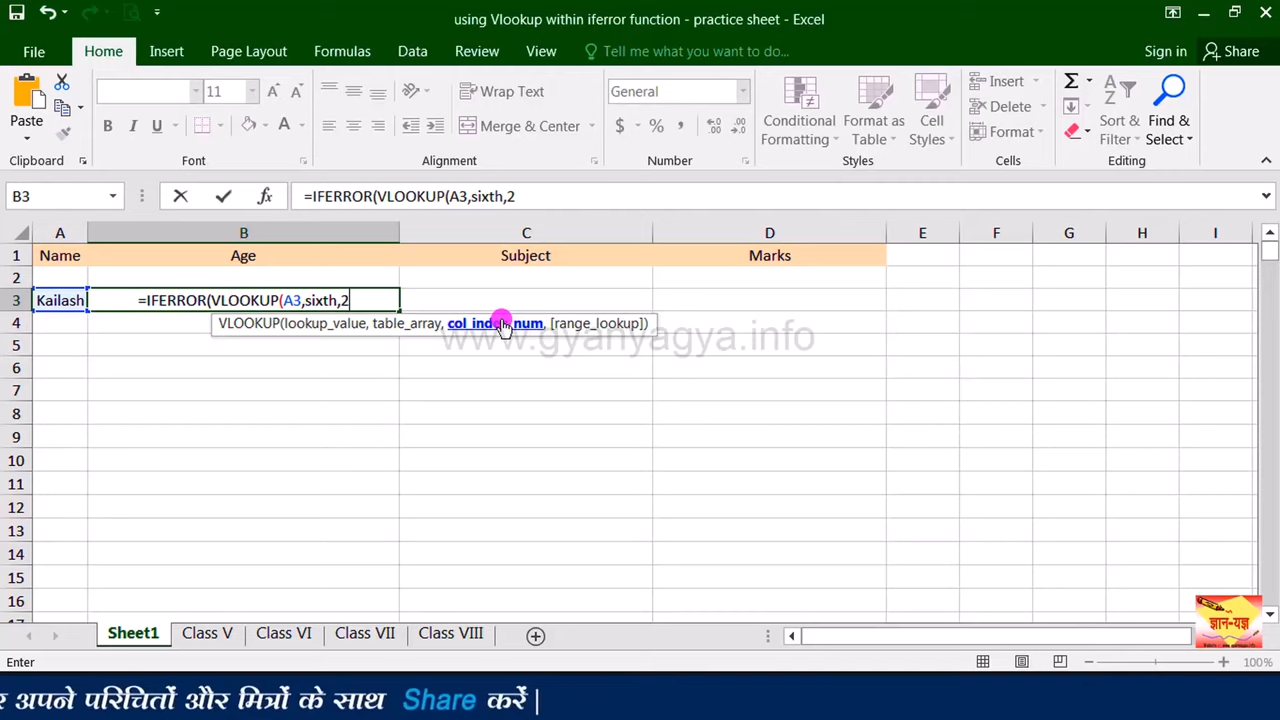 using Vlookup within iferror function - practice sheet - Excel
File Home Insert Page Layout Formulas Data Review View Tell me what you want to do... Sign in Share
11 Wrap Text General Insert
Paste Merge & Center $ % , Conditional Formatting Format as Table Cell Styles Delete Format Sort & Filter Find & Select
Clipboard Font Alignment Number Styles Cells Editing
B3 fx =IFERROR(VLOOKUP(A3,sixth,2
A B C D E F G H I
1 Name Age Subject Marks
2
3 Kailash =IFERROR(VLOOKUP(A3,sixth,2
4 VLOOKUP(lookup_value, table_array, col_index_num, [range_lookup])
www.gyanyagya.info
5
6
7
8
9
10
11
12
13
14
15
16
Sheet1 Class V Class VI Class VII Class VIII
ज्ञान-यज्ञ
Enter 100%
अपने परिचितों और मित्रों के साथ Share करें |